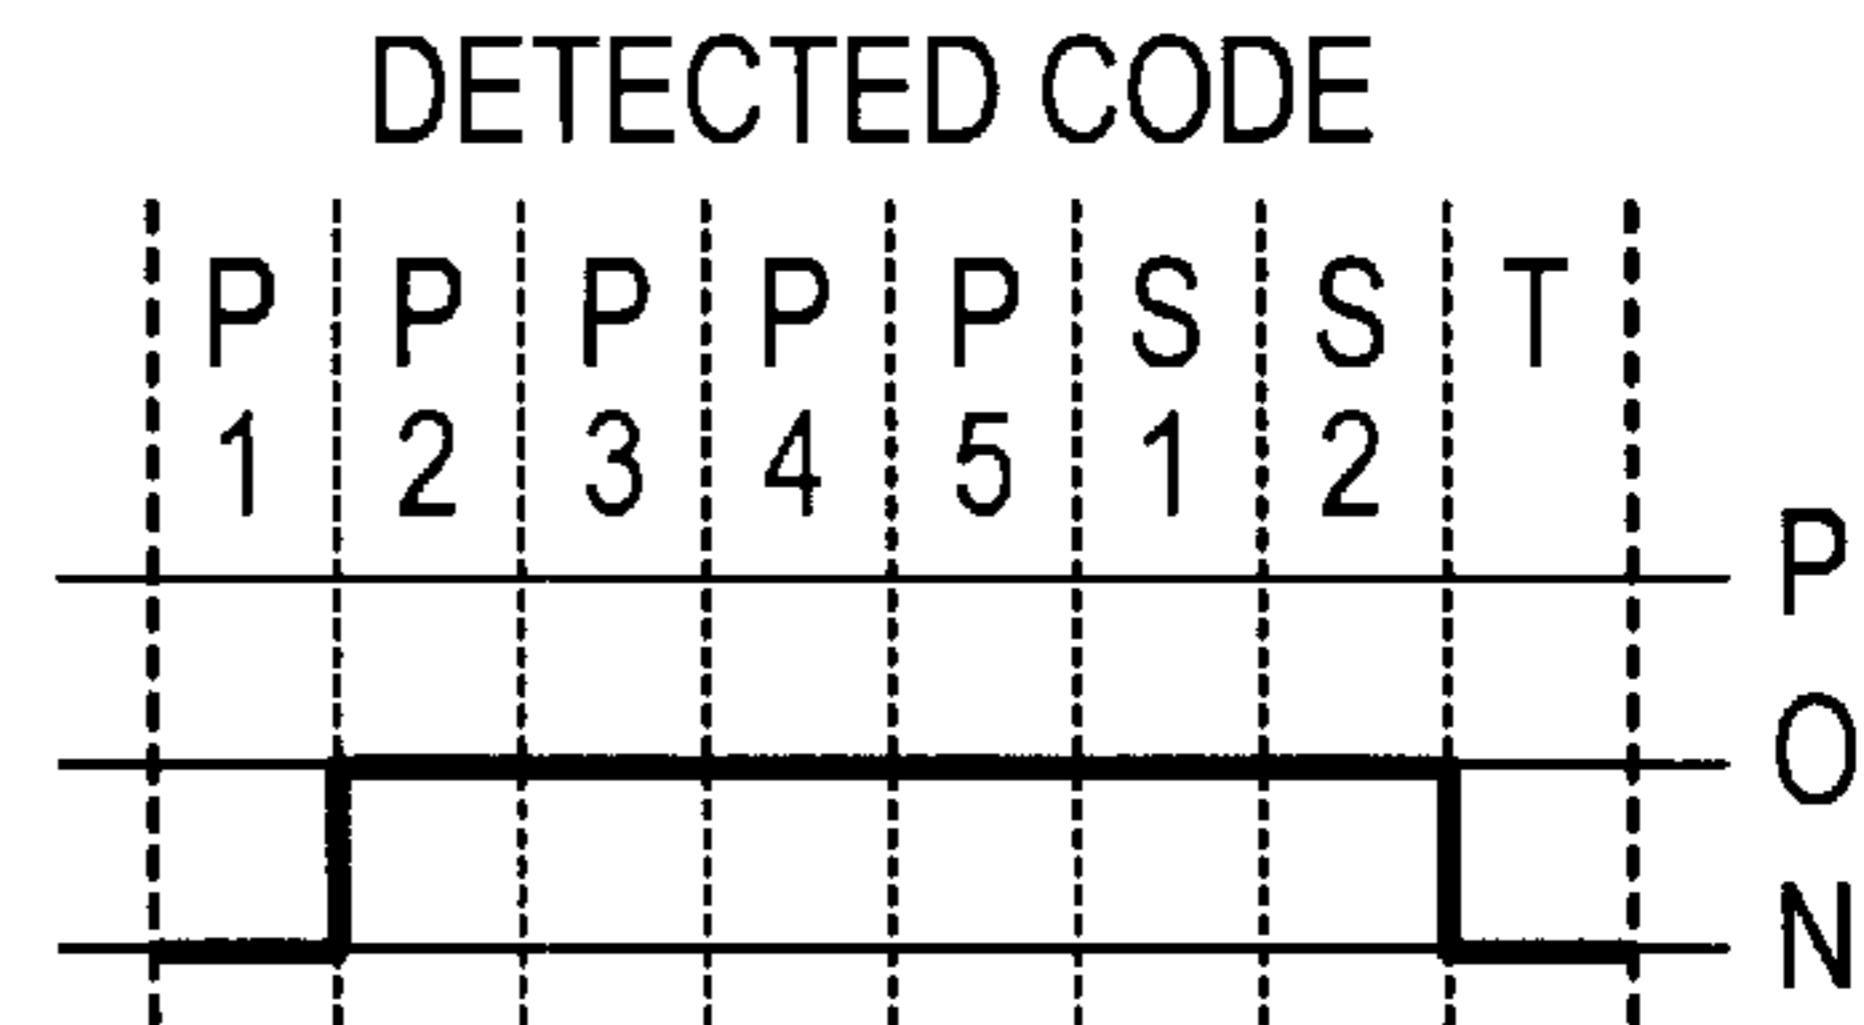 DETECTED CODE
P P P P P S S T
1 2 3 4 5 1 2
P
O
N